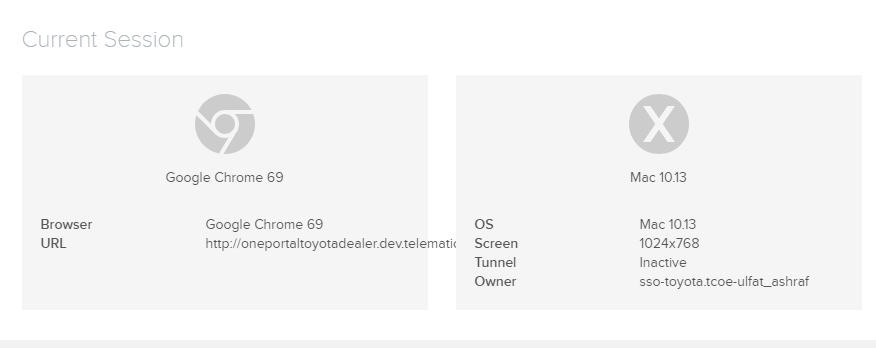 Current Session
Google Chrome 69
Browser Google Chrome 69
URL http://oneportaltoyotadealer.dev.telematic
Mac 10.13
OS Mac 10.13
Screen 1024x768
Tunnel Inactive
Owner sso-toyota.tcoe-ulfat_ashraf